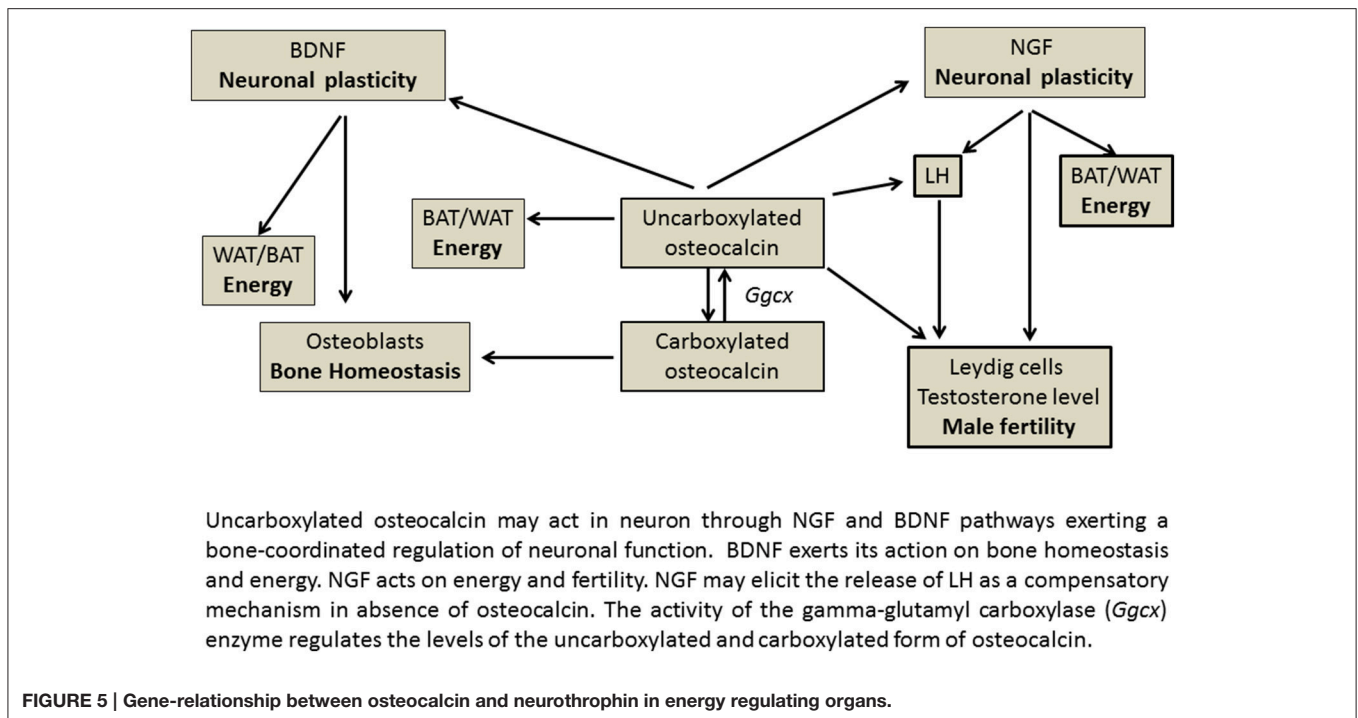 BDNF
Neuronal plasticity
NGF
Neuronal plasticity
LH
BAT/WAT
Energy
BAT/WAT
Energy
Uncarboxylated
osteocalcin
WAT/BAT
Energy
Ggcx
Osteoblasts
Bone Homeostasis
Carboxylated
osteocalcin
Leydig cells
Testosterone level
Male fertility
Uncarboxylated osteocalcin may act in neuron through NGF and BDNF pathways exerting a
bone-coordinated regulation of neuronal function. BDNF exerts its action on bone homeostasis
and energy. NGF acts on energy and fertility. NGF may elicit the release of LH as a compensatory
mechanism in absence of osteocalcin. The activity of the gamma-glutamyl carboxylase (Ggcx)
enzyme regulates the levels of the uncarboxylated and carboxylated form of osteocalcin.
FIGURE 5 | Gene-relationship between osteocalcin and neurothrophin in energy regulating organs.